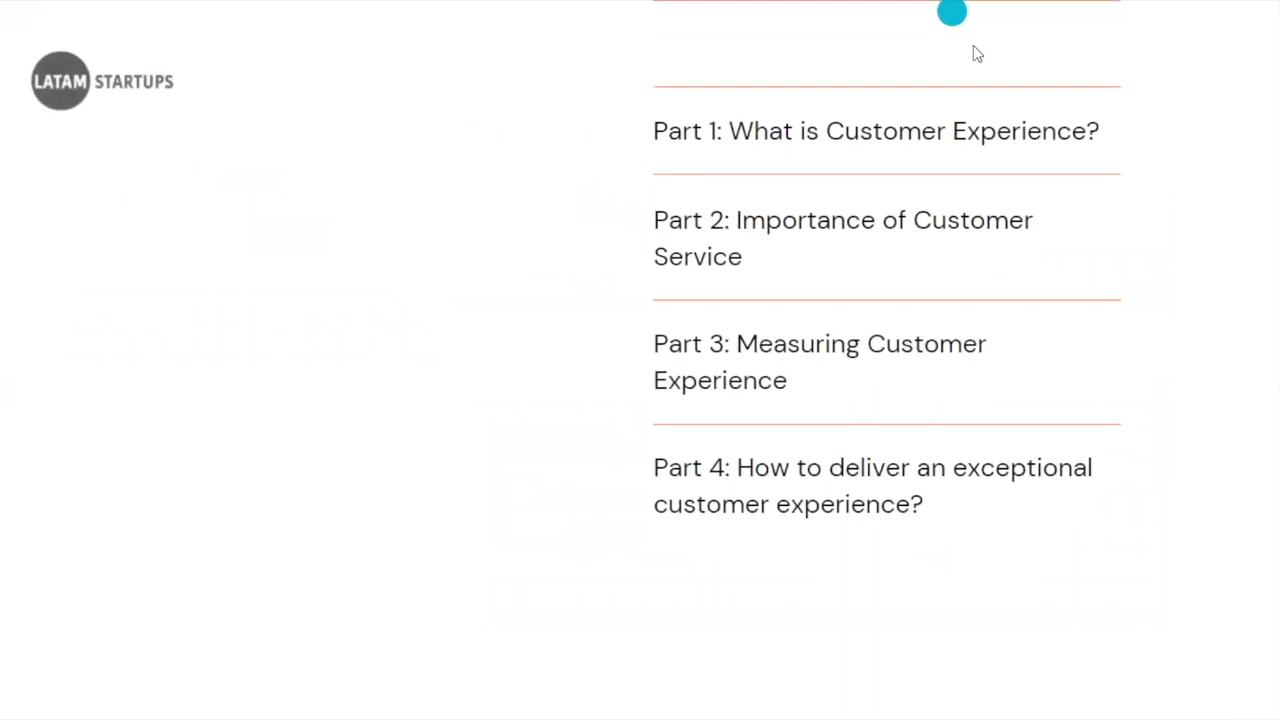 LATAM STARTUPS
Part 1: What is Customer Experience?
Part 2: Importance of Customer
Service
Part 3: Measuring Customer
Experience
Part 4: How to deliver an exceptional
customer experience?